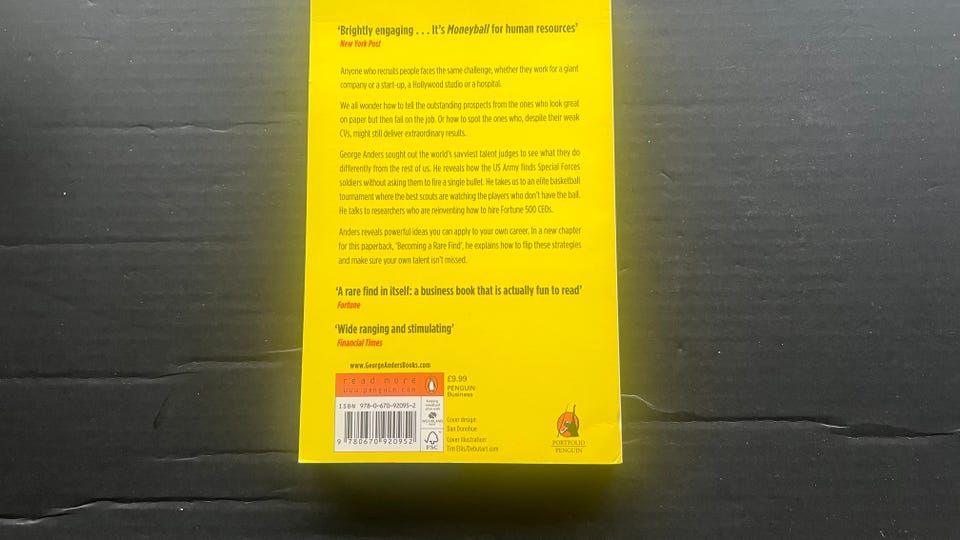 ‘Brightly engaging . . . It’s Moneyball for human resources’
New York Post
Anyone who recruits people faces the same challenge, whether they work for a giant
company or a start-up, a Hollywood studio or a hospital.
We all wonder how to tell the outstanding prospects from the ones who look great
on paper but then fail on the job. Or how to spot the ones who, despite their weak
CVs, might still deliver extraordinary results.
George Anders sought out the world’s savviest talent judges to see what they do
differently from the rest of us. He reveals how the US Army finds Special Forces
soldiers without asking them to fire a single bullet. He takes us to an elite basketball
tournament where the best scouts are watching the players who don’t have the ball.
He talks to researchers who are reinventing how to hire Fortune 500 CEOs.
Anders reveals powerful ideas you can apply to your own career. In a new chapter
for this paperback, ‘Becoming a Rare Find’, he explains how to flip these strategies
and make sure your own talent isn’t missed.
‘A rare find in itself: a business book that is actually fun to read’
Fortune
‘Wide ranging and stimulating’
Financial Times
www.GeorgeAndersBooks.com
read more
www.penguin.com
£9.99
PENGUIN
Business
ISBN 978-0-670-92095-2
9 780670 920952
FSC
Cover design:
Dan Donohue
Cover illustration:
Tim Ellis/Debutart.com
PORTFOLIO
PENGUIN